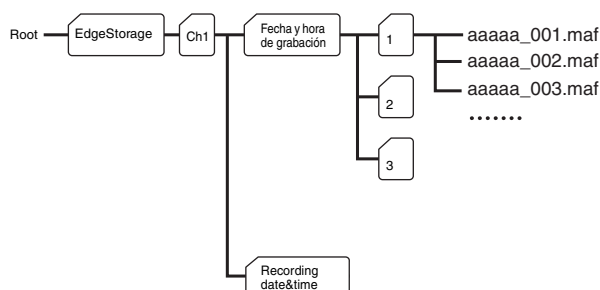 Root
EdgeStorage
Ch1
Fecha y hora
de grabación
1
aaaaa_001.maf
aaaaa_002.maf
aaaaa_003.maf
.......
2
3
Recording
date&time